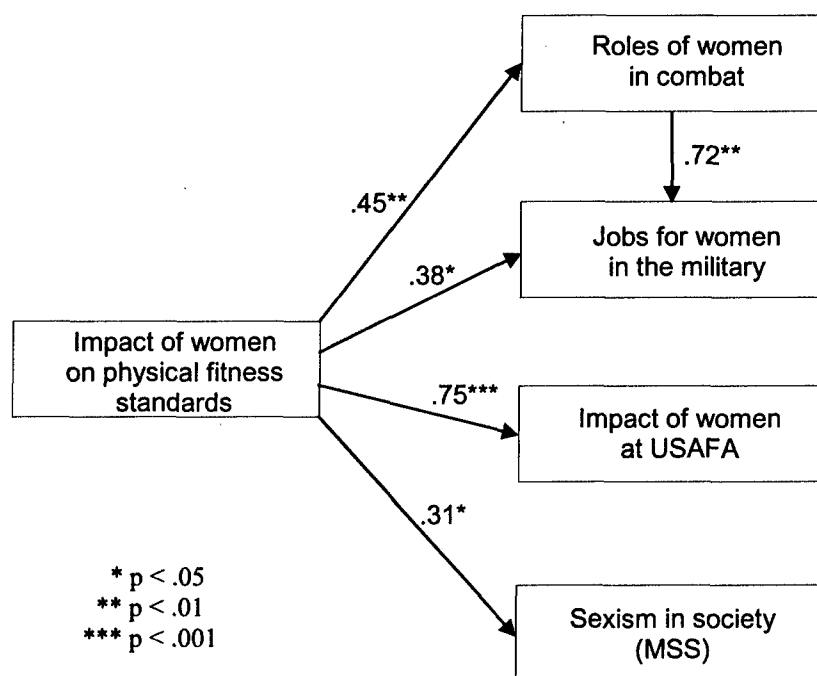 Roles of women
in combat
.72**
.45**
Jobs for women
in the military
.38*
Impact of women
on physical fitness
standards
.75***
Impact of women
at USAFA
.31*
* p < .05
** p < .01
*** p < .001
Sexism in society
(MSS)